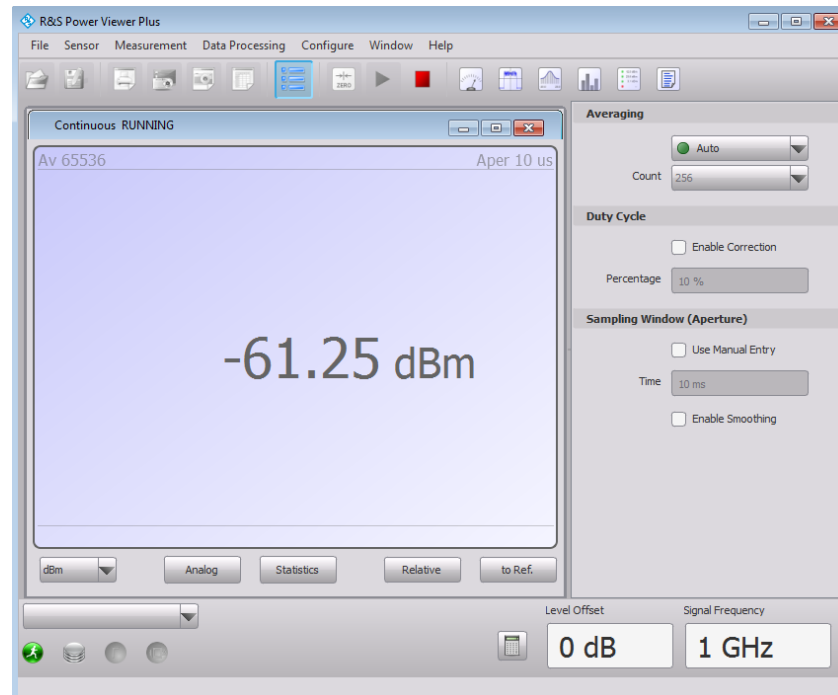 R&S Power Viewer Plus
File Sensor Measurement Data Processing Configure Window Help
ZERO
Continuous RUNNING
Av 65536 Aper 10 us
-61.25 dBm
dBm Analog Statistics Relative to Ref.
Averaging
Auto
Count 256
Duty Cycle
Enable Correction
Percentage 10 %
Sampling Window (Aperture)
Use Manual Entry
Time 10 ms
Enable Smoothing
Level Offset Signal Frequency
0 dB 1 GHz